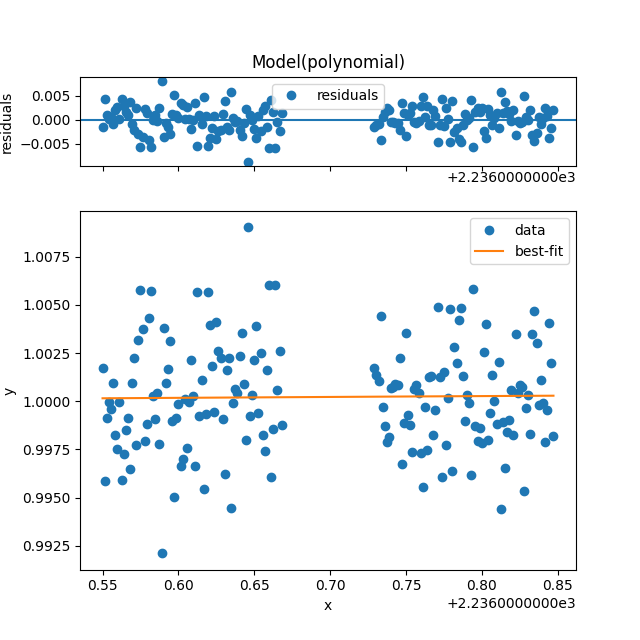 Model(polynomial)
residuals
0.005
0.000
−0.005
residuals
+2.2360000000e3
data
best-fit
y
1.0075
1.0050
1.0025
1.0000
0.9975
0.9950
0.9925
0.55 0.60 0.65 0.70 0.75 0.80 0.85
x
+2.2360000000e3